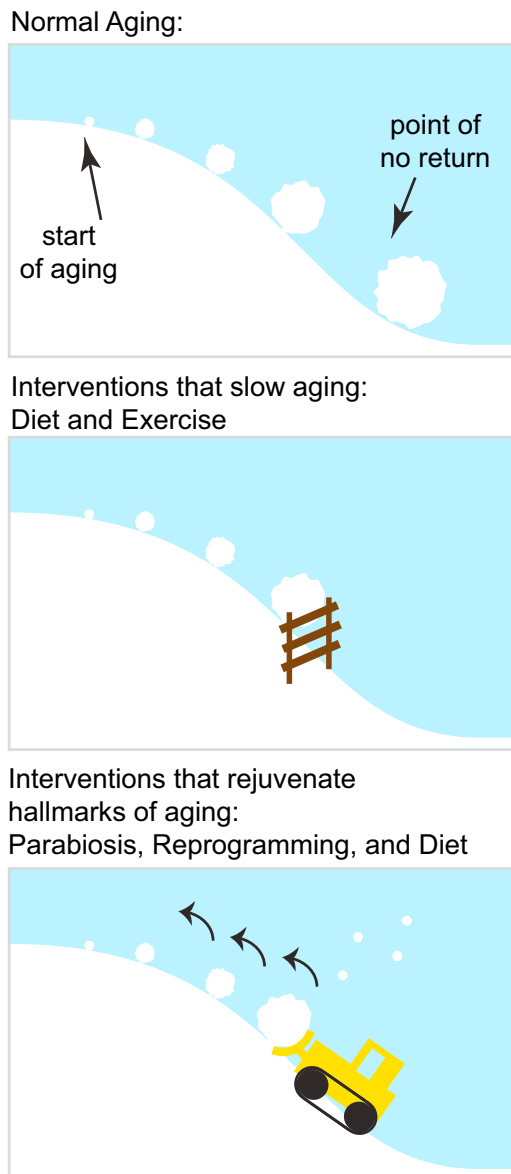 Normal Aging:
point of
no return
start
of aging
Interventions that slow aging:
Diet and Exercise
Interventions that rejuvenate
hallmarks of aging:
Parabiosis, Reprogramming, and Diet